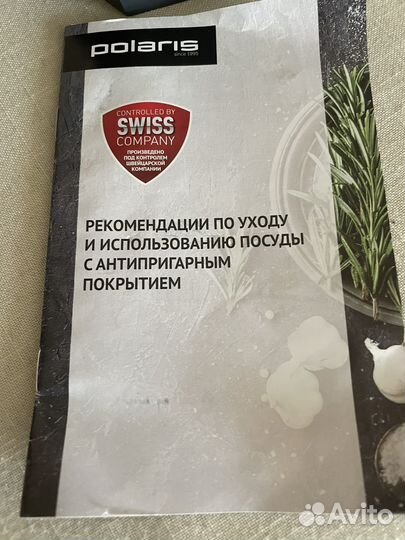 polaris
since 1995
CONTROLLED BY
SWISS
COMPANY
ПРОИЗВЕДЕНО
ПОД КОНТРОЛЕМ
ШВЕЙЦАРСКОЙ
КОМПАНИИ
РЕКОМЕНДАЦИИ ПО УХОДУ
И ИСПОЛЬЗОВАНИЮ ПОСУДЫ
С АНТИПРИГАРНЫМ
ПОКРЫТИЕМ
Avito